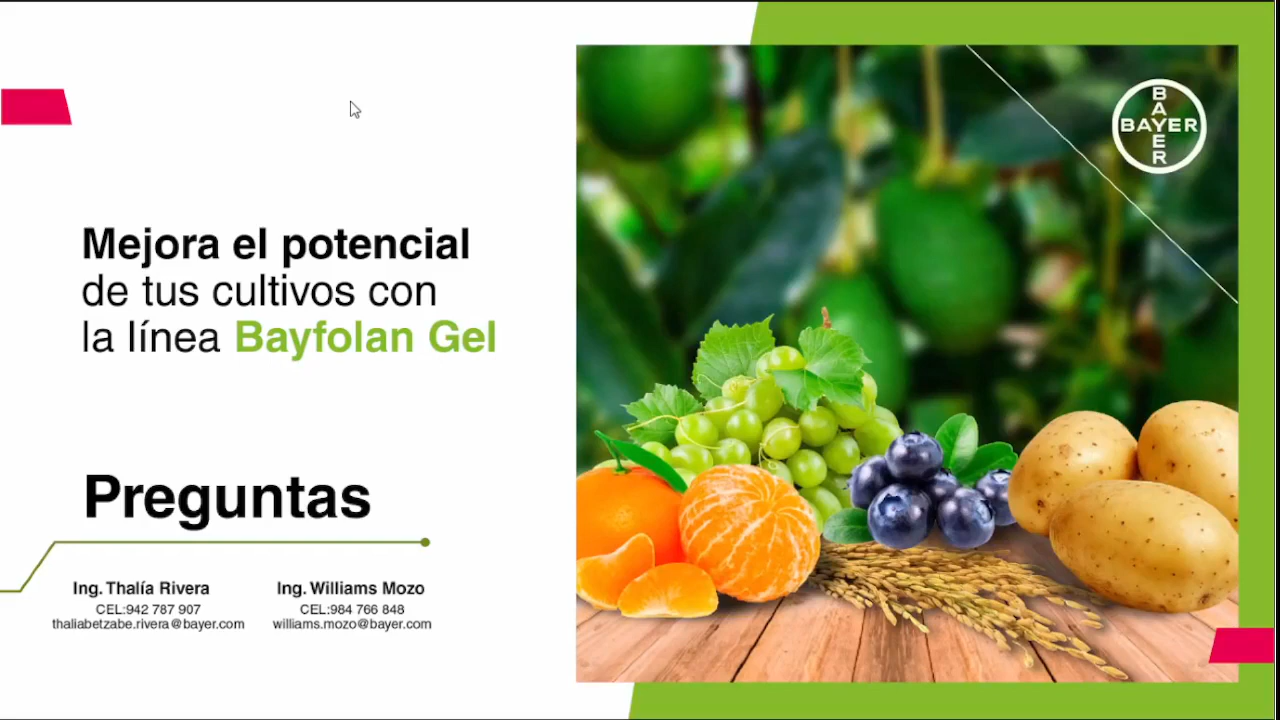 Mejora el potencial
de tus cultivos con
la línea Bayfolan Gel
Preguntas
Ing. Thalía Rivera
CEL:942 787 907
thaliabetzabe.rivera@bayer.com
Ing. Williams Mozo
CEL:984 766 848
williams.mozo@bayer.com
BAYER
BAYER